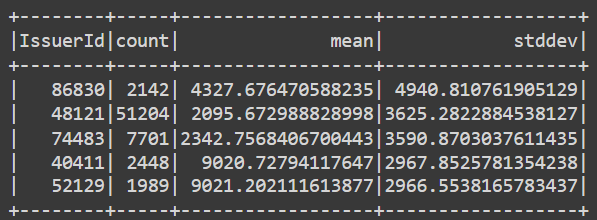 +--------+-----+------------------+------------------+
|IssuerId|count|              mean|            stddev|
+--------+-----+------------------+------------------+
|   86830| 2142| 4327.676470588235| 4940.810761905129|
|   48121|51204| 2095.672988828998|3625.2822884538127|
|   74483| 7701|2342.7568406700443|3590.8703037611435|
|   40411| 2448|  9020.72794117647|2967.8525781354238|
|   52129| 1989| 9021.202111613877|2966.5538165783437|
+--------+-----+------------------+------------------+